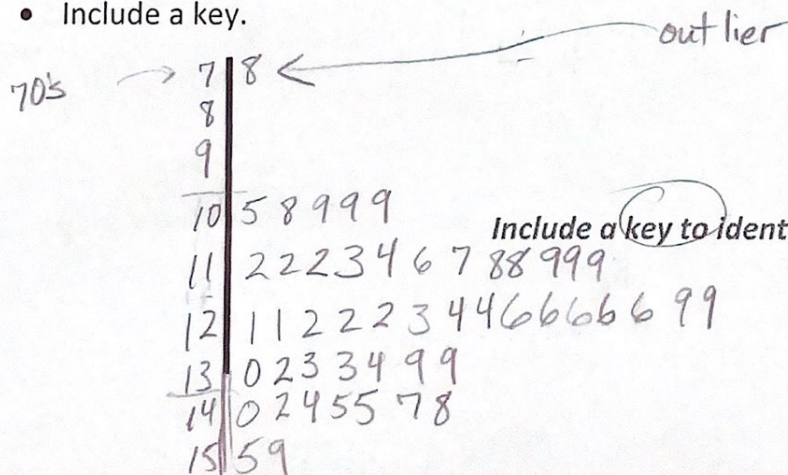 • Include a key.
outlier
70's → 7 | 8 ←
8
9
10 | 5 8 9 9 9
Include a key to ident
11 | 2 2 2 3 4 6 7 8 8 9 9 9
12 | 1 1 2 2 2 3 4 4 6 6 6 6 6 9 9
13 | 0 2 3 3 4 9 9
14 | 0 2 4 5 5 7 8
15 | 5 9